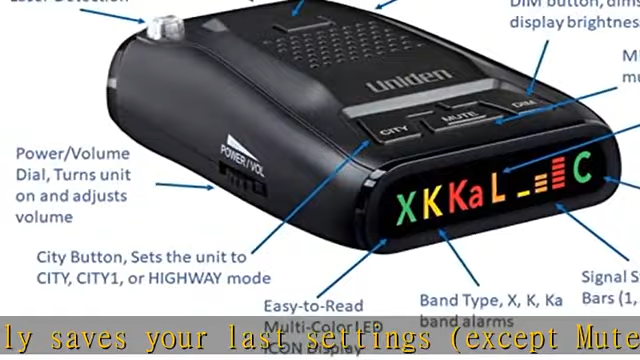 Laser Detection
DIM button, dims
display brightness
uniden
CITY MUTE DIM
POWER/VOL
Power/Volume
Dial, Turns unit
on and adjusts
volume
X K Ka L C
City Button, Sets the unit to
CITY, CITY1, or HIGHWAY mode
Easy-to-Read
Multi-Color LED
ICON Display
Band Type, X, K, Ka
band alarms
Signal S
Bars (1,
ly saves your last settings (except Mute